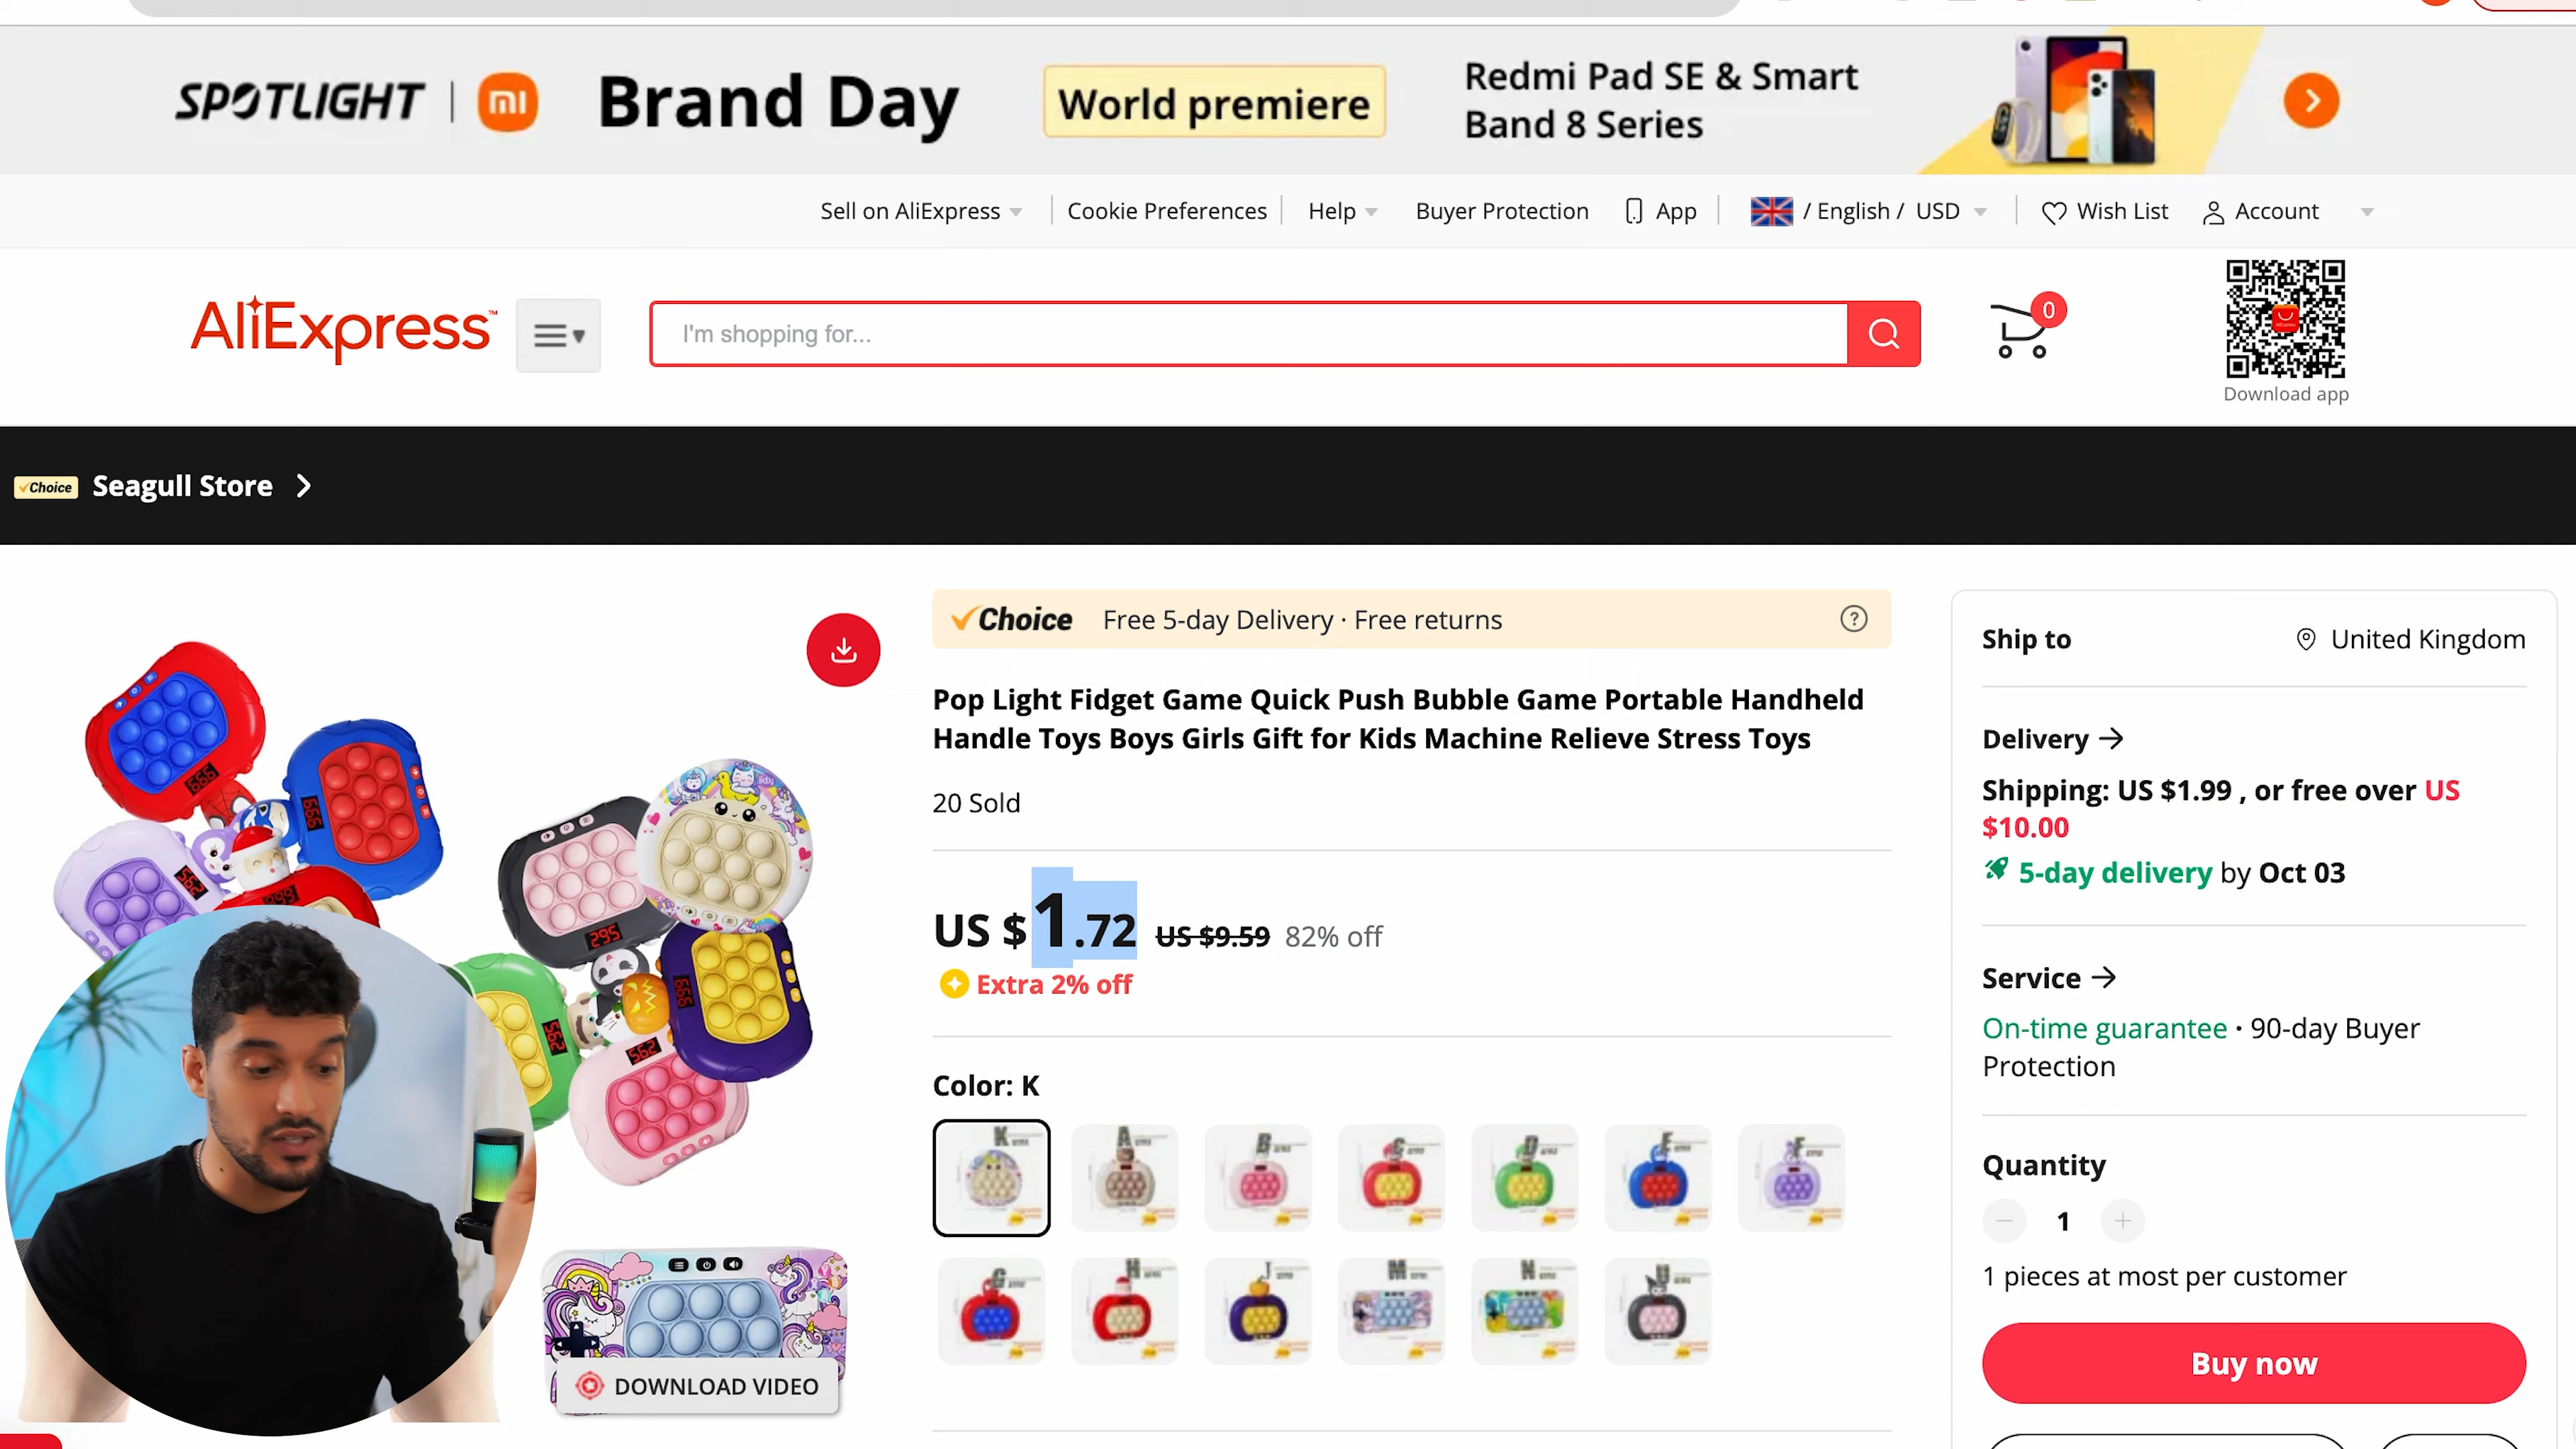 SPOTLIGHT
Brand Day
World premiere
Redmi Pad SE & Smart
Band 8 Series
Sell on AliExpress
Cookie Preferences
Help
Buyer Protection
App
/ English / USD
Wish List
Account
AliExpress™
I'm shopping for...
0
Download app
Choice
Seagull Store
Choice Free 5-day Delivery · Free returns
Pop Light Fidget Game Quick Push Bubble Game Portable Handheld
Handle Toys Boys Girls Gift for Kids Machine Relieve Stress Toys
20 Sold
US $1.72 US $9.59 82% off
Extra 2% off
Color: K
DOWNLOAD VIDEO
Ship to
United Kingdom
Delivery
Shipping: US $1.99 , or free over US
$10.00
5-day delivery by Oct 03
Service
On-time guarantee · 90-day Buyer
Protection
Quantity
1
1 pieces at most per customer
Buy now